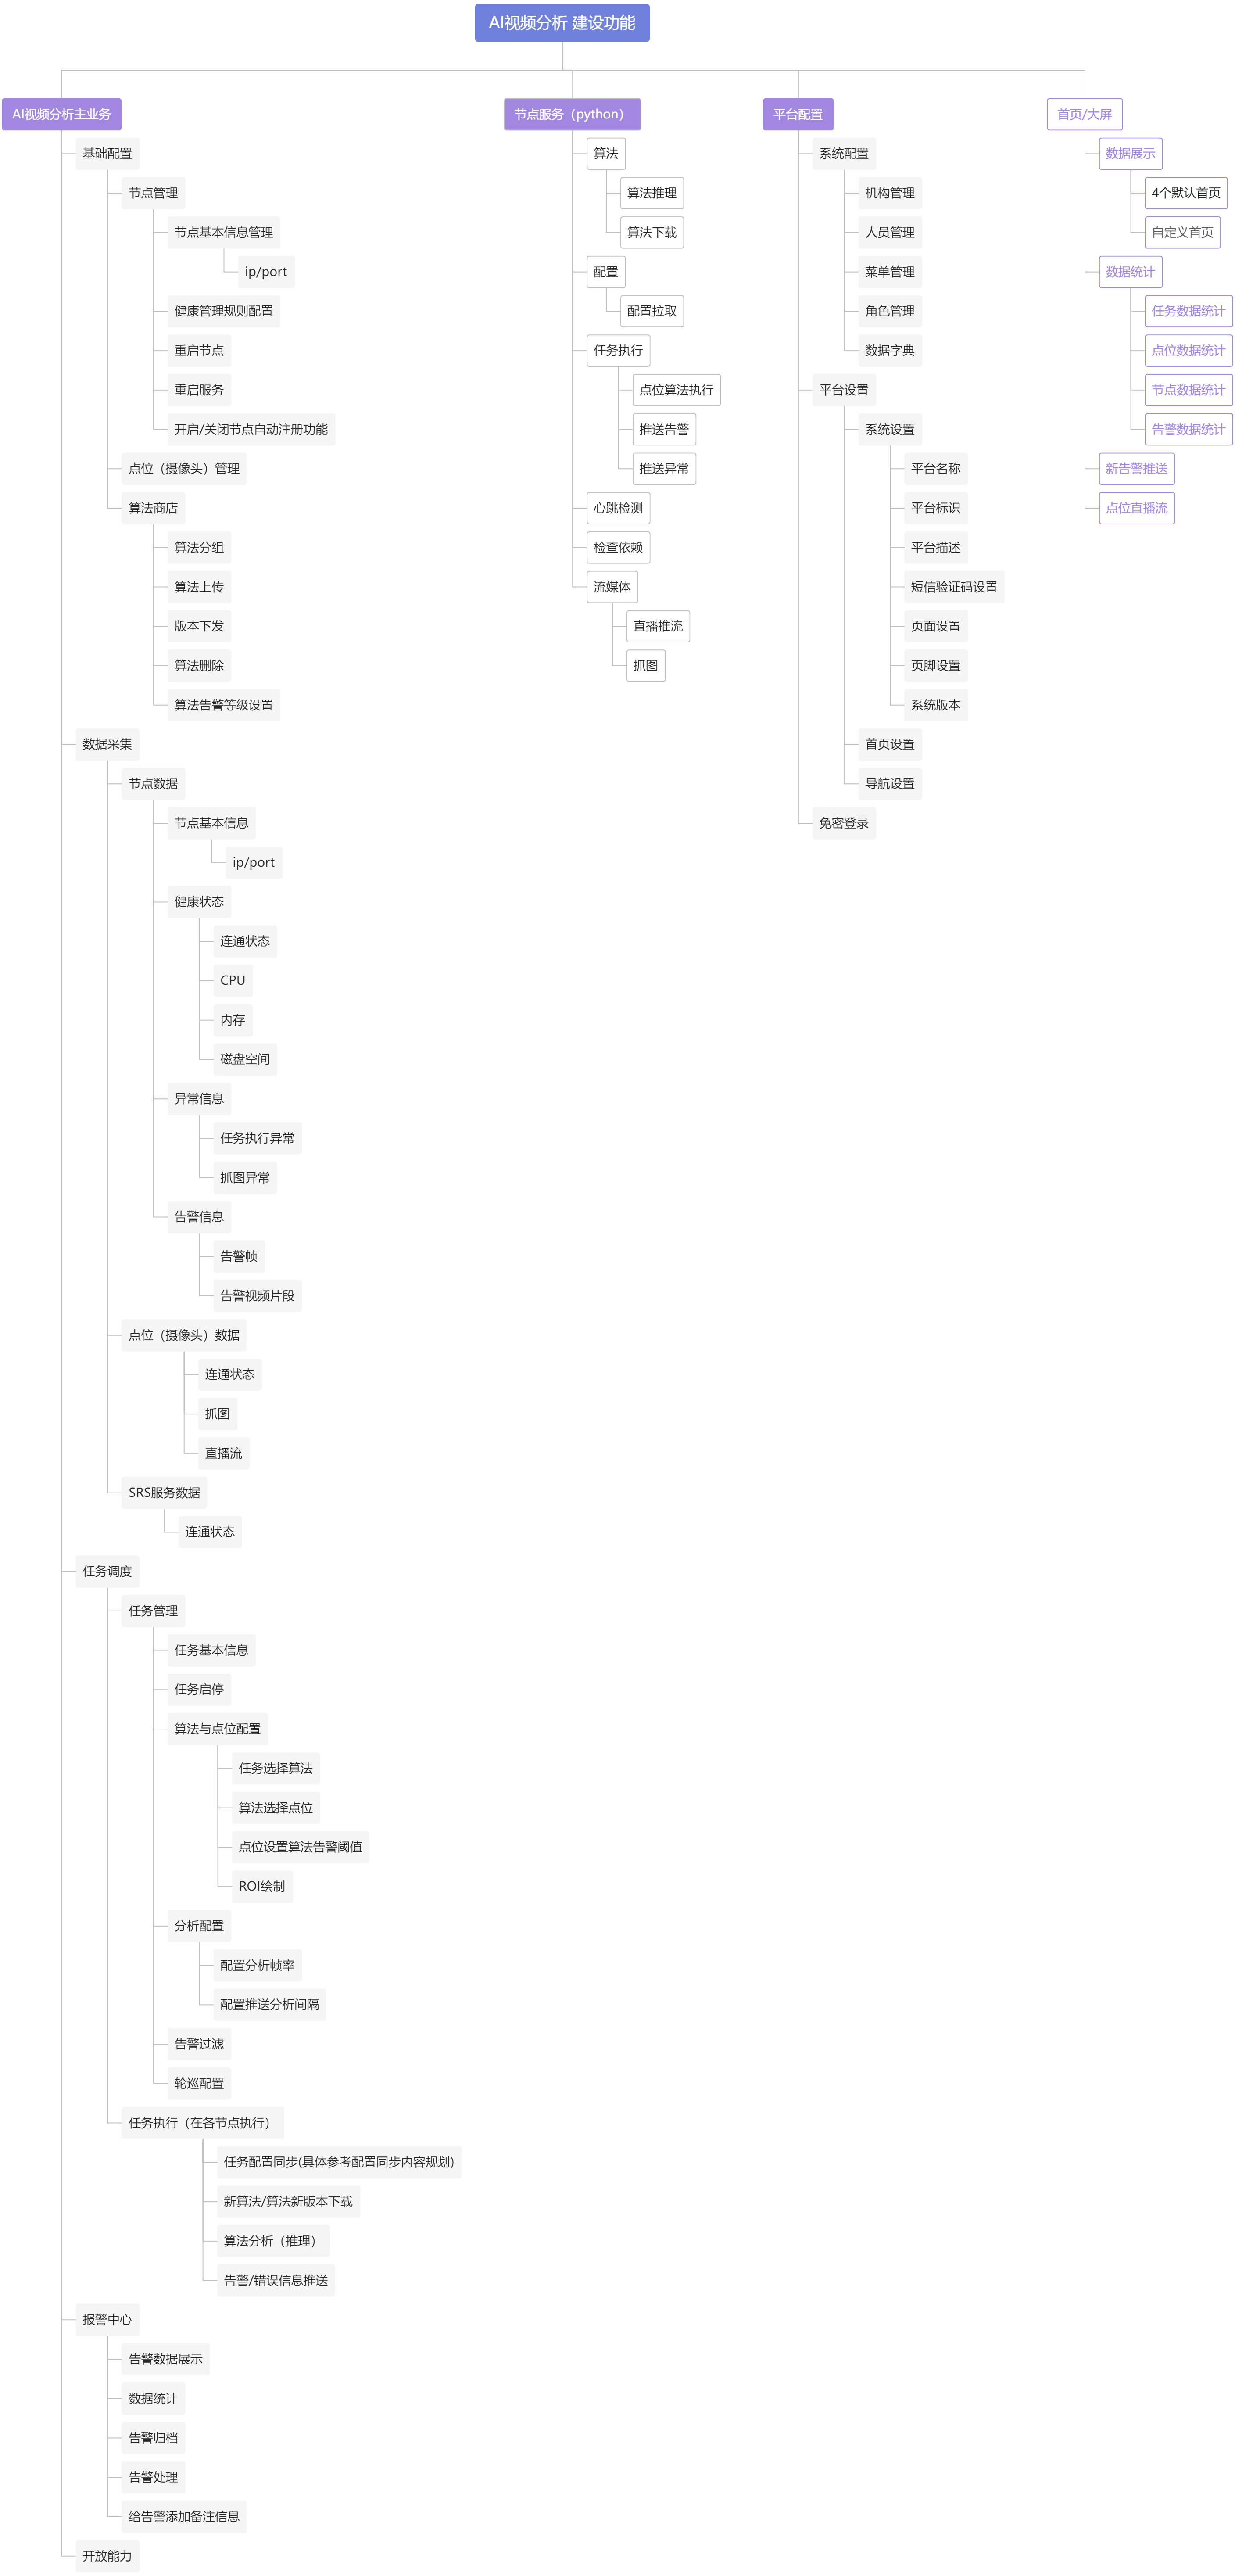 AI视频分析 建设功能
AI视频分析主业务
基础配置
节点管理
节点基本信息管理
ip/port
健康管理规则配置
重启节点
重启服务
开启/关闭节点自动注册功能
点位（摄像头）管理
算法商店
算法分组
算法上传
版本下发
算法删除
算法告警等级设置
数据采集
节点数据
节点基本信息
ip/port
健康状态
连通状态
CPU
内存
磁盘空间
异常信息
任务执行异常
抓图异常
告警信息
告警帧
告警视频片段
点位（摄像头）数据
连通状态
抓图
直播流
SRS服务数据
连通状态
任务调度
任务管理
任务基本信息
任务启停
算法与点位配置
任务选择算法
算法选择点位
点位设置算法告警阈值
ROI绘制
分析配置
配置分析帧率
配置推送分析间隔
告警过滤
轮巡配置
任务执行（在各节点执行）
任务配置同步(具体参考配置同步内容规划)
新算法/算法新版本下载
算法分析（推理）
告警/错误信息推送
报警中心
告警数据展示
数据统计
告警归档
告警处理
给告警添加备注信息
开放能力
节点服务（python）
算法
算法推理
算法下载
配置
配置拉取
任务执行
点位算法执行
推送告警
推送异常
心跳检测
检查依赖
流媒体
直播推流
抓图
平台配置
系统配置
机构管理
人员管理
菜单管理
角色管理
数据字典
平台设置
系统设置
平台名称
平台标识
平台描述
短信验证码设置
页面设置
页脚设置
系统版本
首页设置
导航设置
免密登录
首页/大屏
数据展示
4个默认首页
自定义首页
数据统计
任务数据统计
点位数据统计
节点数据统计
告警数据统计
新告警推送
点位直播流